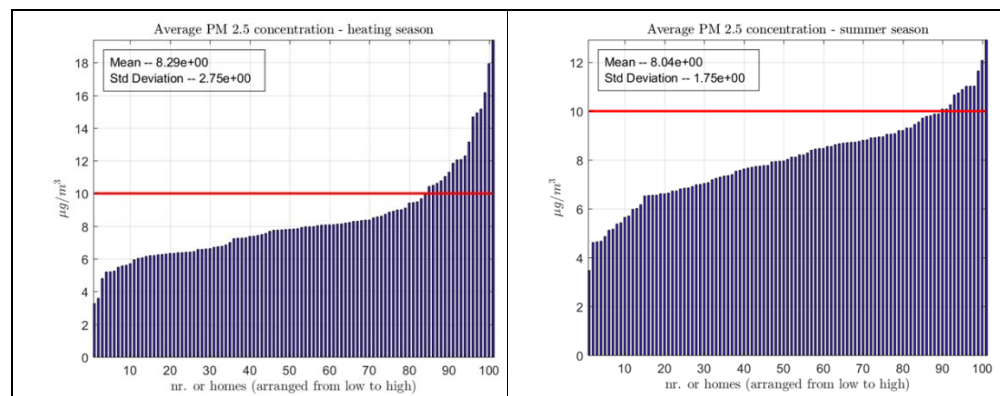 Average PM 2.5 concentration - heating season
Mean -- 8.29e+00
Std Deviation -- 2.75e+00
18
16
14
12
10
8
6
4
2
0
µg/m³
10 20 30 40 50 60 70 80 90 100
nr. or homes (arranged from low to high)
Average PM 2.5 concentration - summer season
Mean -- 8.04e+00
Std Deviation -- 1.75e+00
12
10
8
6
4
2
0
µg/m³
10 20 30 40 50 60 70 80 90 100
nr. or homes (arranged from low to high)